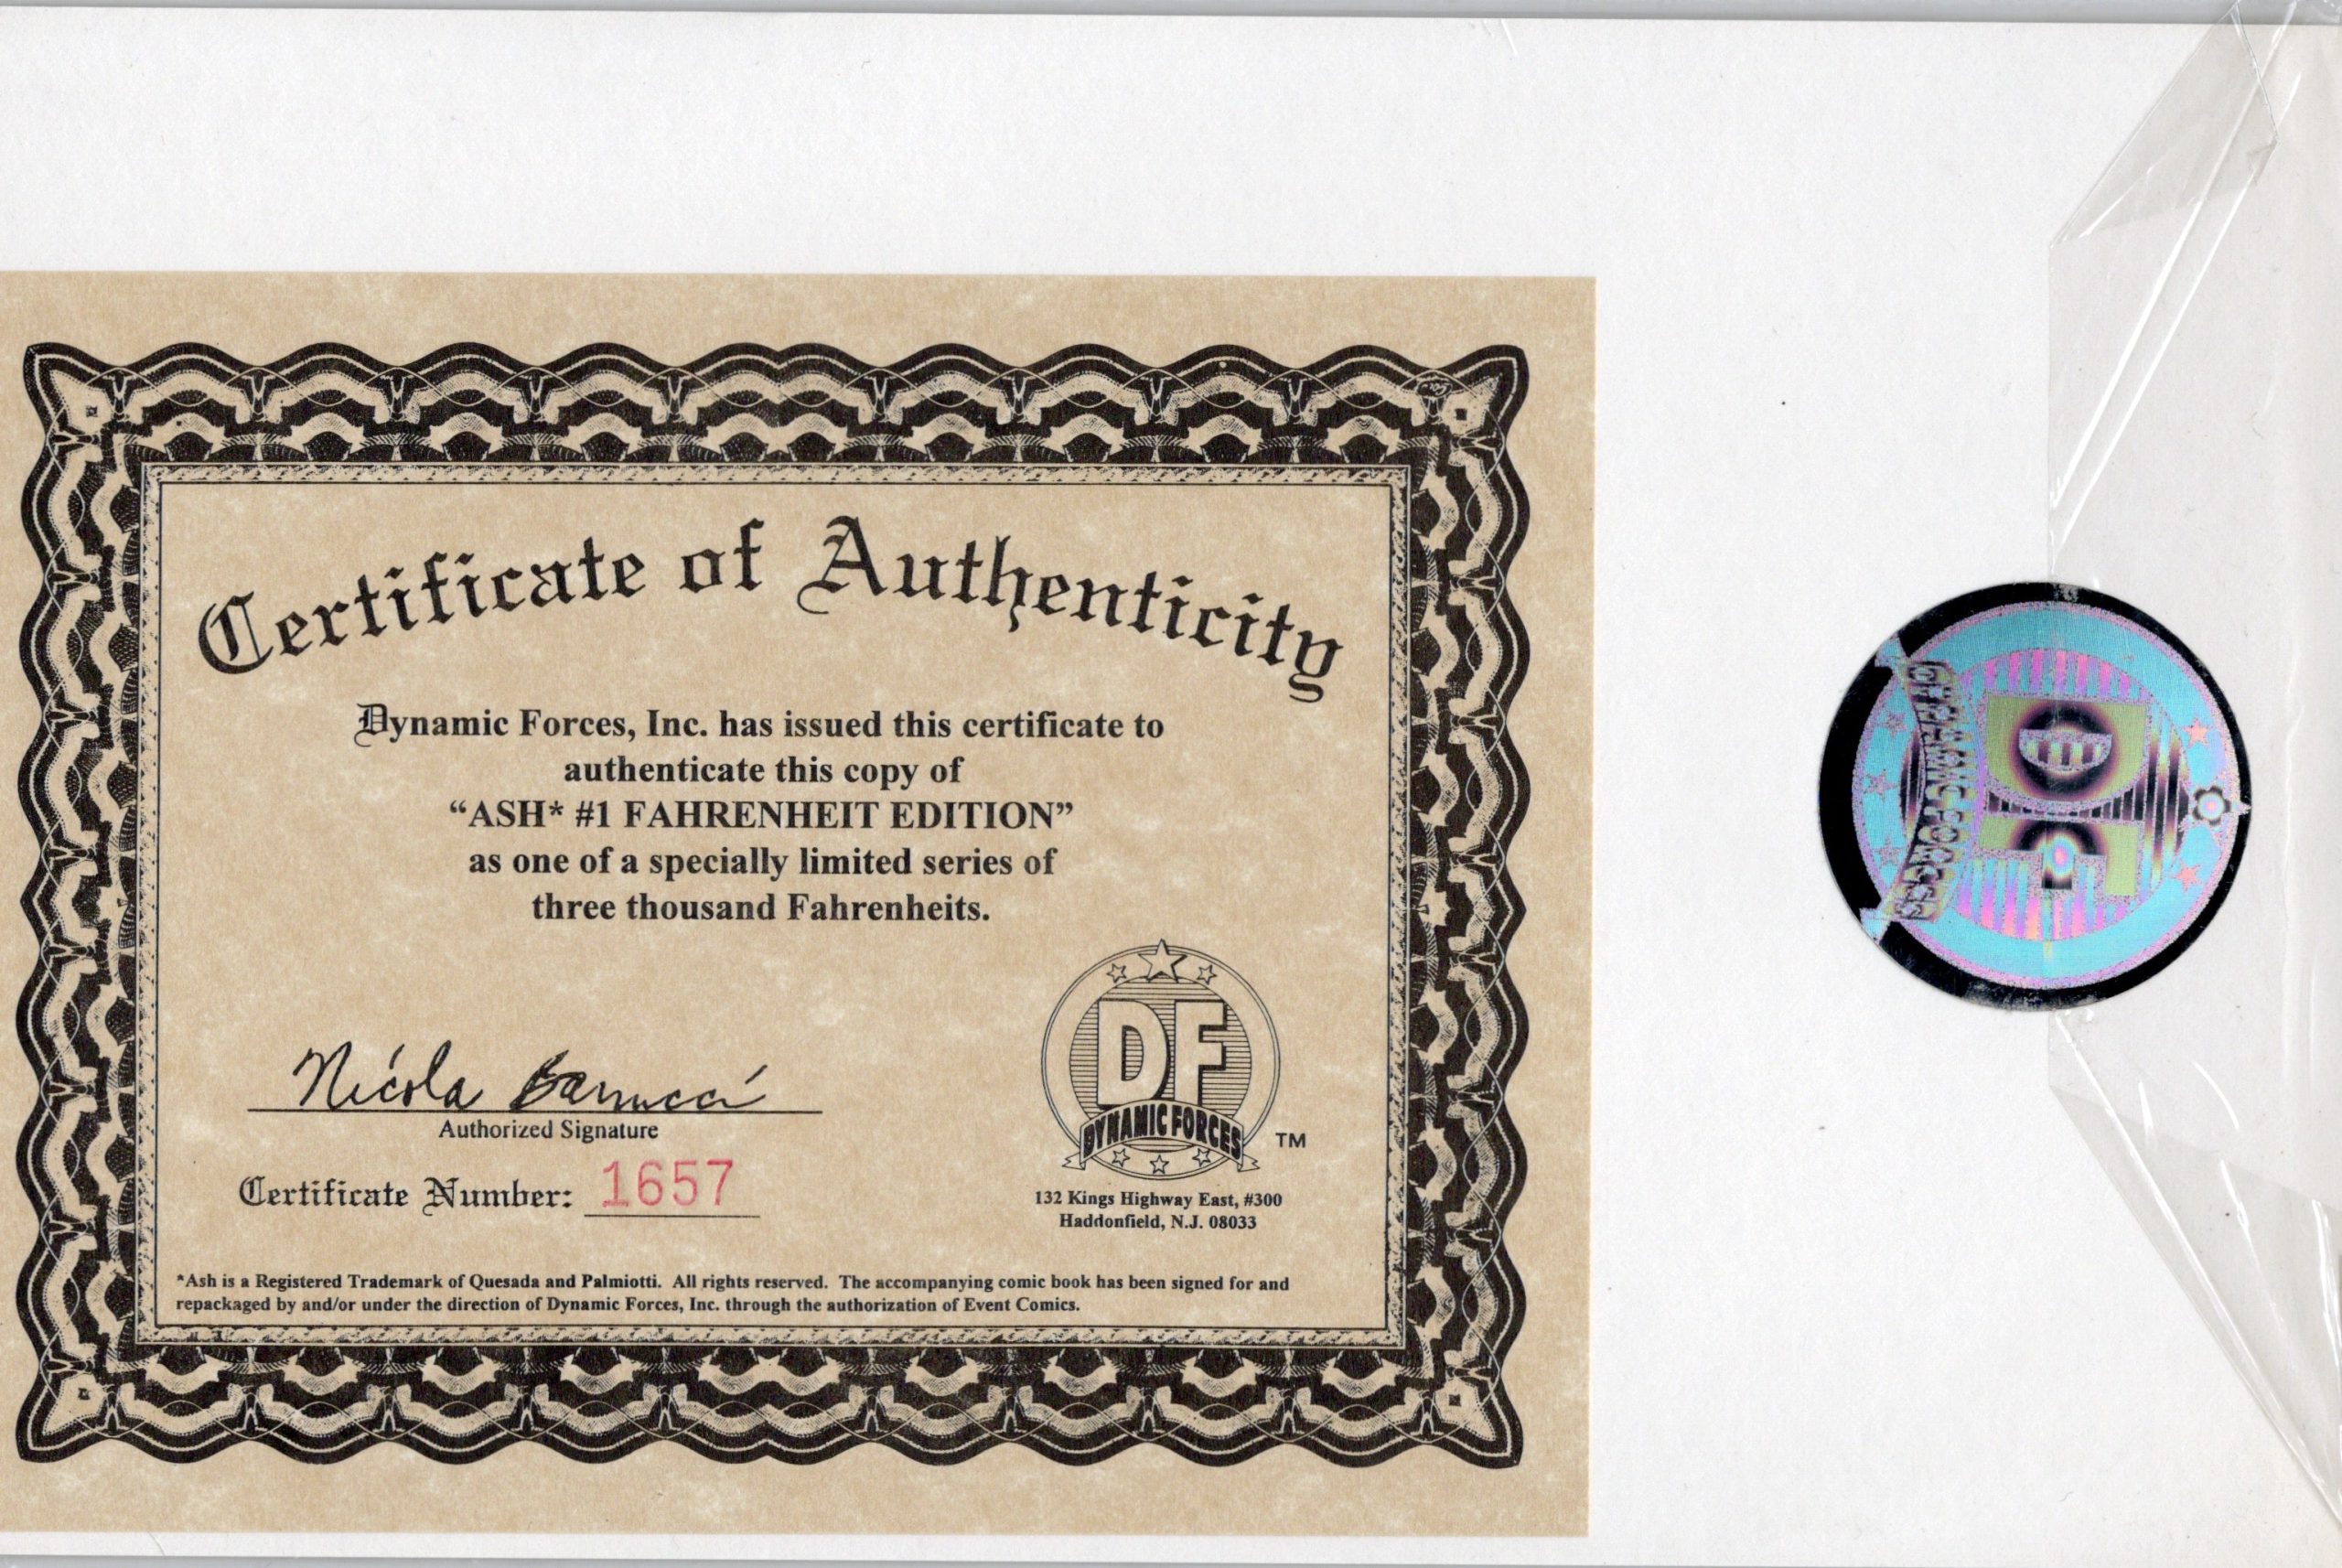 Certificate of Authenticity
Dynamic Forces, Inc. has issued this certificate to
authenticate this copy of
“ASH* #1 FAHRENHEIT EDITION”
as one of a specially limited series of
three thousand Fahrenheits.
Nicola Barrucci
Authorized Signature
Certificate Number: 1657
DF
DYNAMIC FORCES
TM
132 Kings Highway East, #300
Haddonfield, N.J. 08033
*Ash is a Registered Trademark of Quesada and Palmiotti. All rights reserved. The accompanying comic book has been signed for and
repackaged by and/or under the direction of Dynamic Forces, Inc. through the authorization of Event Comics.
DF
DYNAMIC FORCES